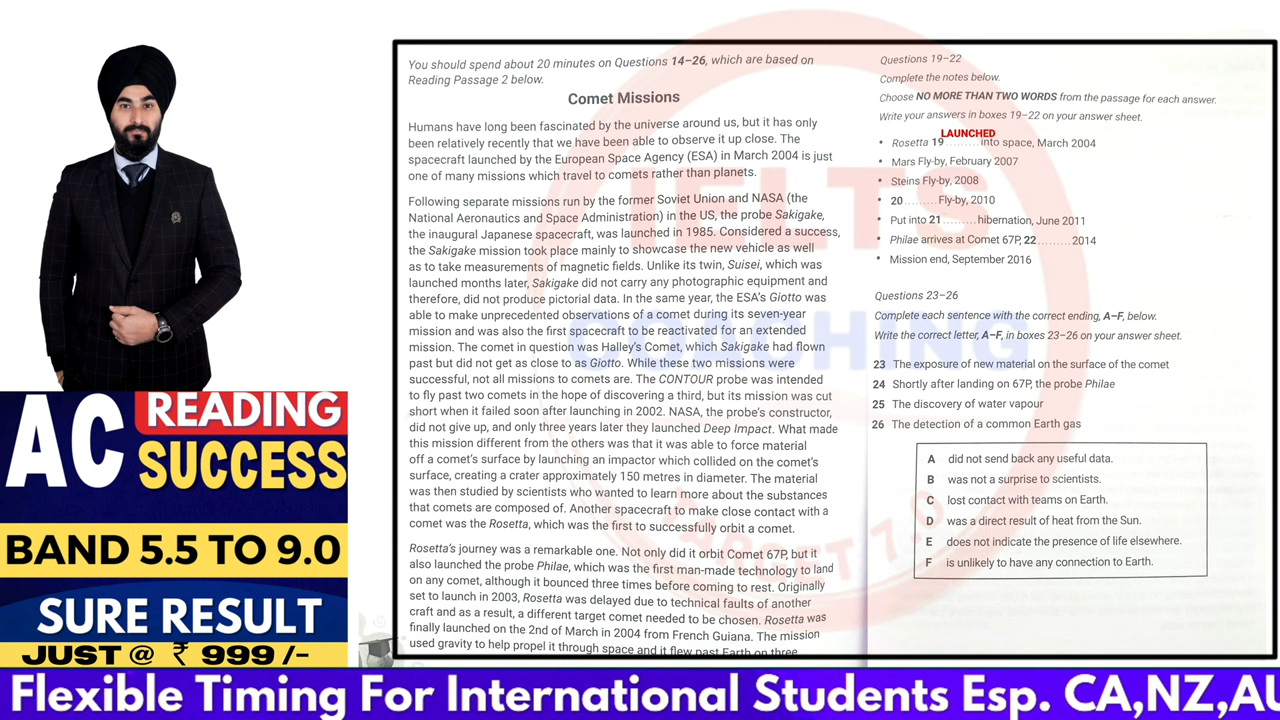 You should spend about 20 minutes on Questions 14–26, which are based on
Reading Passage 2 below.
Comet Missions
Humans have long been fascinated by the universe around us, but it has only
been relatively recently that we have been able to observe it up close. The
spacecraft launched by the European Space Agency (ESA) in March 2004 is just
one of many missions which travel to comets rather than planets.
Following separate missions run by the former Soviet Union and NASA (the
National Aeronautics and Space Administration) in the US, the probe Sakigake,
the inaugural Japanese spacecraft, was launched in 1985. Considered a success,
the Sakigake mission took place mainly to showcase the new vehicle as well
as to take measurements of magnetic fields. Unlike its twin, Suisei, which was
launched months later, Sakigake did not carry any photographic equipment and
therefore, did not produce pictorial data. In the same year, the ESA's Giotto was
able to make unprecedented observations of a comet during its seven-year
mission and was also the first spacecraft to be reactivated for an extended
mission. The comet in question was Halley's Comet, which Sakigake had flown
past but did not get as close to as Giotto. While these two missions were
successful, not all missions to comets are. The CONTOUR probe was intended
to fly past two comets in the hope of discovering a third, but its mission was cut
short when it failed soon after launching in 2002. NASA, the probe's constructor,
did not give up, and only three years later they launched Deep Impact. What made
this mission different from the others was that it was able to force material
off a comet's surface by launching an impactor which collided on the comet's
surface, creating a crater approximately 150 metres in diameter. The material
was then studied by scientists who wanted to learn more about the substances
that comets are composed of. Another spacecraft to make close contact with a
comet was the Rosetta, which was the first to successfully orbit a comet.
Rosetta's journey was a remarkable one. Not only did it orbit Comet 67P, but it
also launched the probe Philae, which was the first man-made technology to land
on any comet, although it bounced three times before coming to rest. Originally
set to launch in 2003, Rosetta was delayed due to technical faults of another
craft and as a result, a different target comet needed to be chosen. Rosetta was
finally launched on the 2nd of March in 2004 from French Guiana. The mission
used gravity to help propel it through space and it flew past Earth on three
Questions 19–22
Complete the notes below.
Choose NO MORE THAN TWO WORDS from the passage for each answer.
Write your answers in boxes 19–22 on your answer sheet.
LAUNCHED
• Rosetta 19 ......... into space, March 2004
• Mars Fly-by, February 2007
• Steins Fly-by, 2008
• 20 ......... Fly-by, 2010
• Put into 21 ......... hibernation, June 2011
• Philae arrives at Comet 67P, 22 ......... 2014
• Mission end, September 2016
Questions 23–26
Complete each sentence with the correct ending, A–F, below.
Write the correct letter, A–F, in boxes 23–26 on your answer sheet.
23 The exposure of new material on the surface of the comet
24 Shortly after landing on 67P, the probe Philae
25 The discovery of water vapour
26 The detection of a common Earth gas
A did not send back any useful data.
B was not a surprise to scientists.
C lost contact with teams on Earth.
D was a direct result of heat from the Sun.
E does not indicate the presence of life elsewhere.
F is unlikely to have any connection to Earth.
IELTS
COACHING
AC READING
SUCCESS
BAND 5.5 TO 9.0
SURE RESULT
JUST @ ₹ 999 /-
Flexible Timing For International Students Esp. CA,NZ,AU